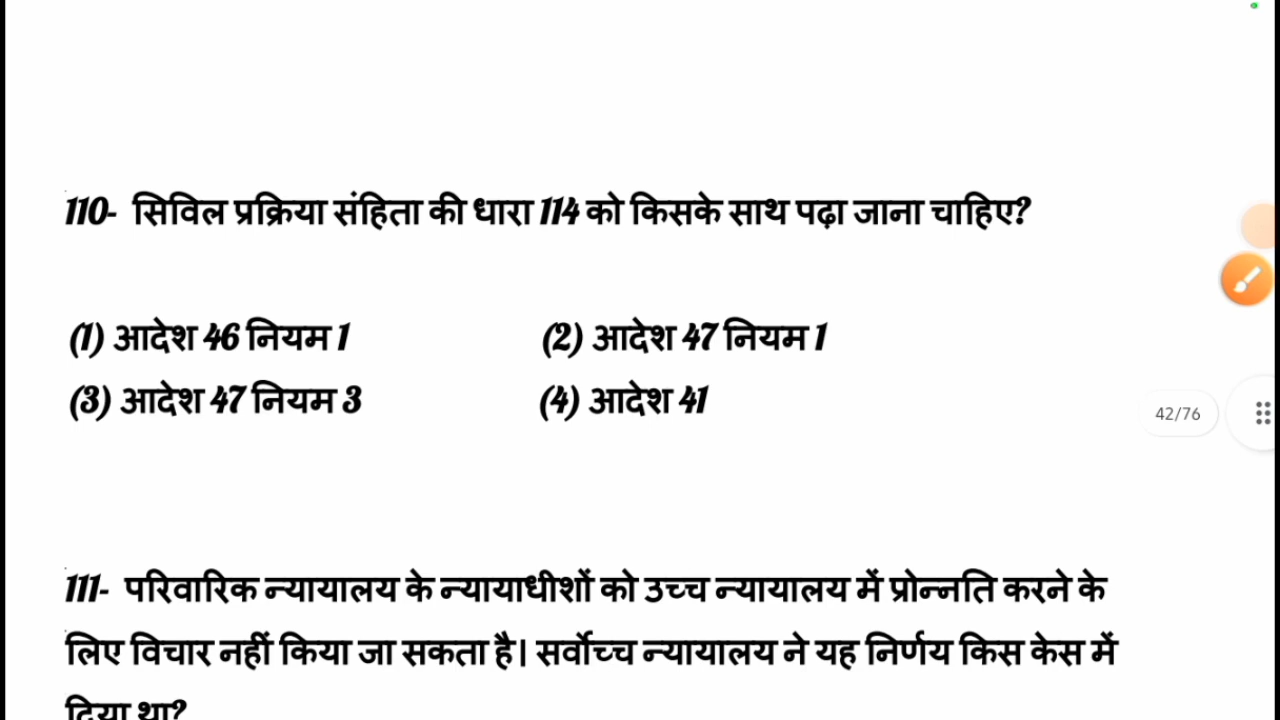 110- सिविल प्रक्रिया संहिता की धारा 114 को किसके साथ पढ़ा जाना चाहिए?
(1) आदेश 46 नियम 1 (2) आदेश 47 नियम 1
(3) आदेश 47 नियम 3 (4) आदेश 41
42/76
111- परिवारिक न्यायालय के न्यायाधीशों को उच्च न्यायालय में प्रोन्नति करने के
लिए विचार नहीं किया जा सकता है। सर्वोच्च न्यायालय ने यह निर्णय किस केस में
दिया था?